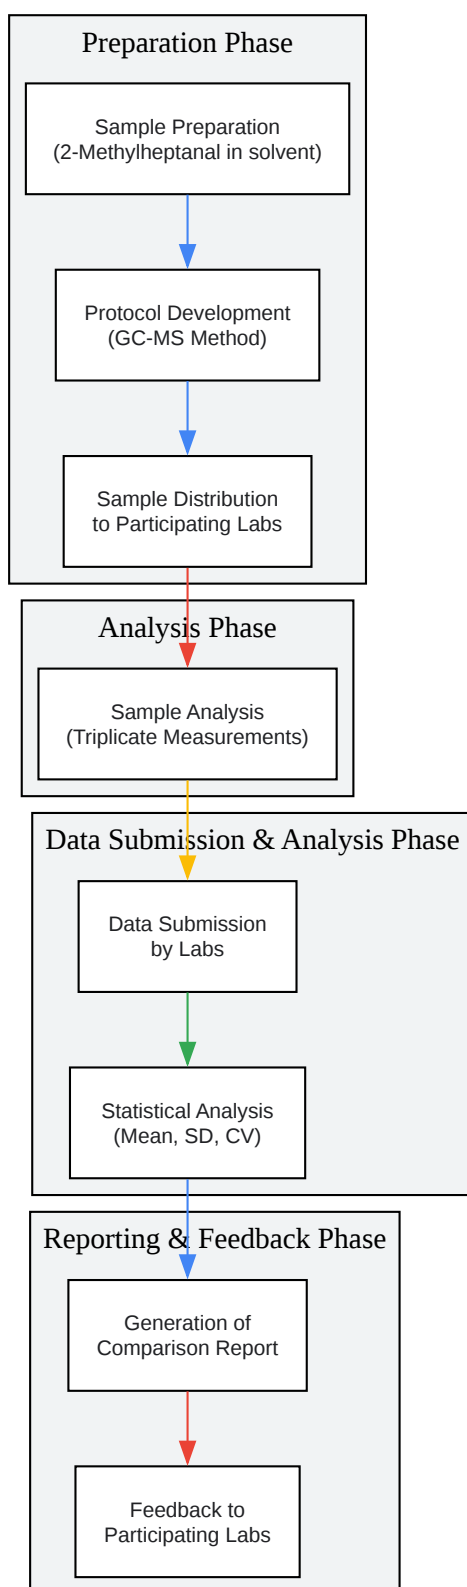 Preparation Phase
Sample Preparation
(2-Methylheptanal in solvent)
Protocol Development
(GC-MS Method)
Sample Distribution
to Participating Labs
Analysis Phase
Sample Analysis
(Triplicate Measurements)
Data Submission & Analysis Phase
Data Submission
by Labs
Statistical Analysis
(Mean, SD, CV)
Reporting & Feedback Phase
Generation of
Comparison Report
Feedback to
Participating Labs